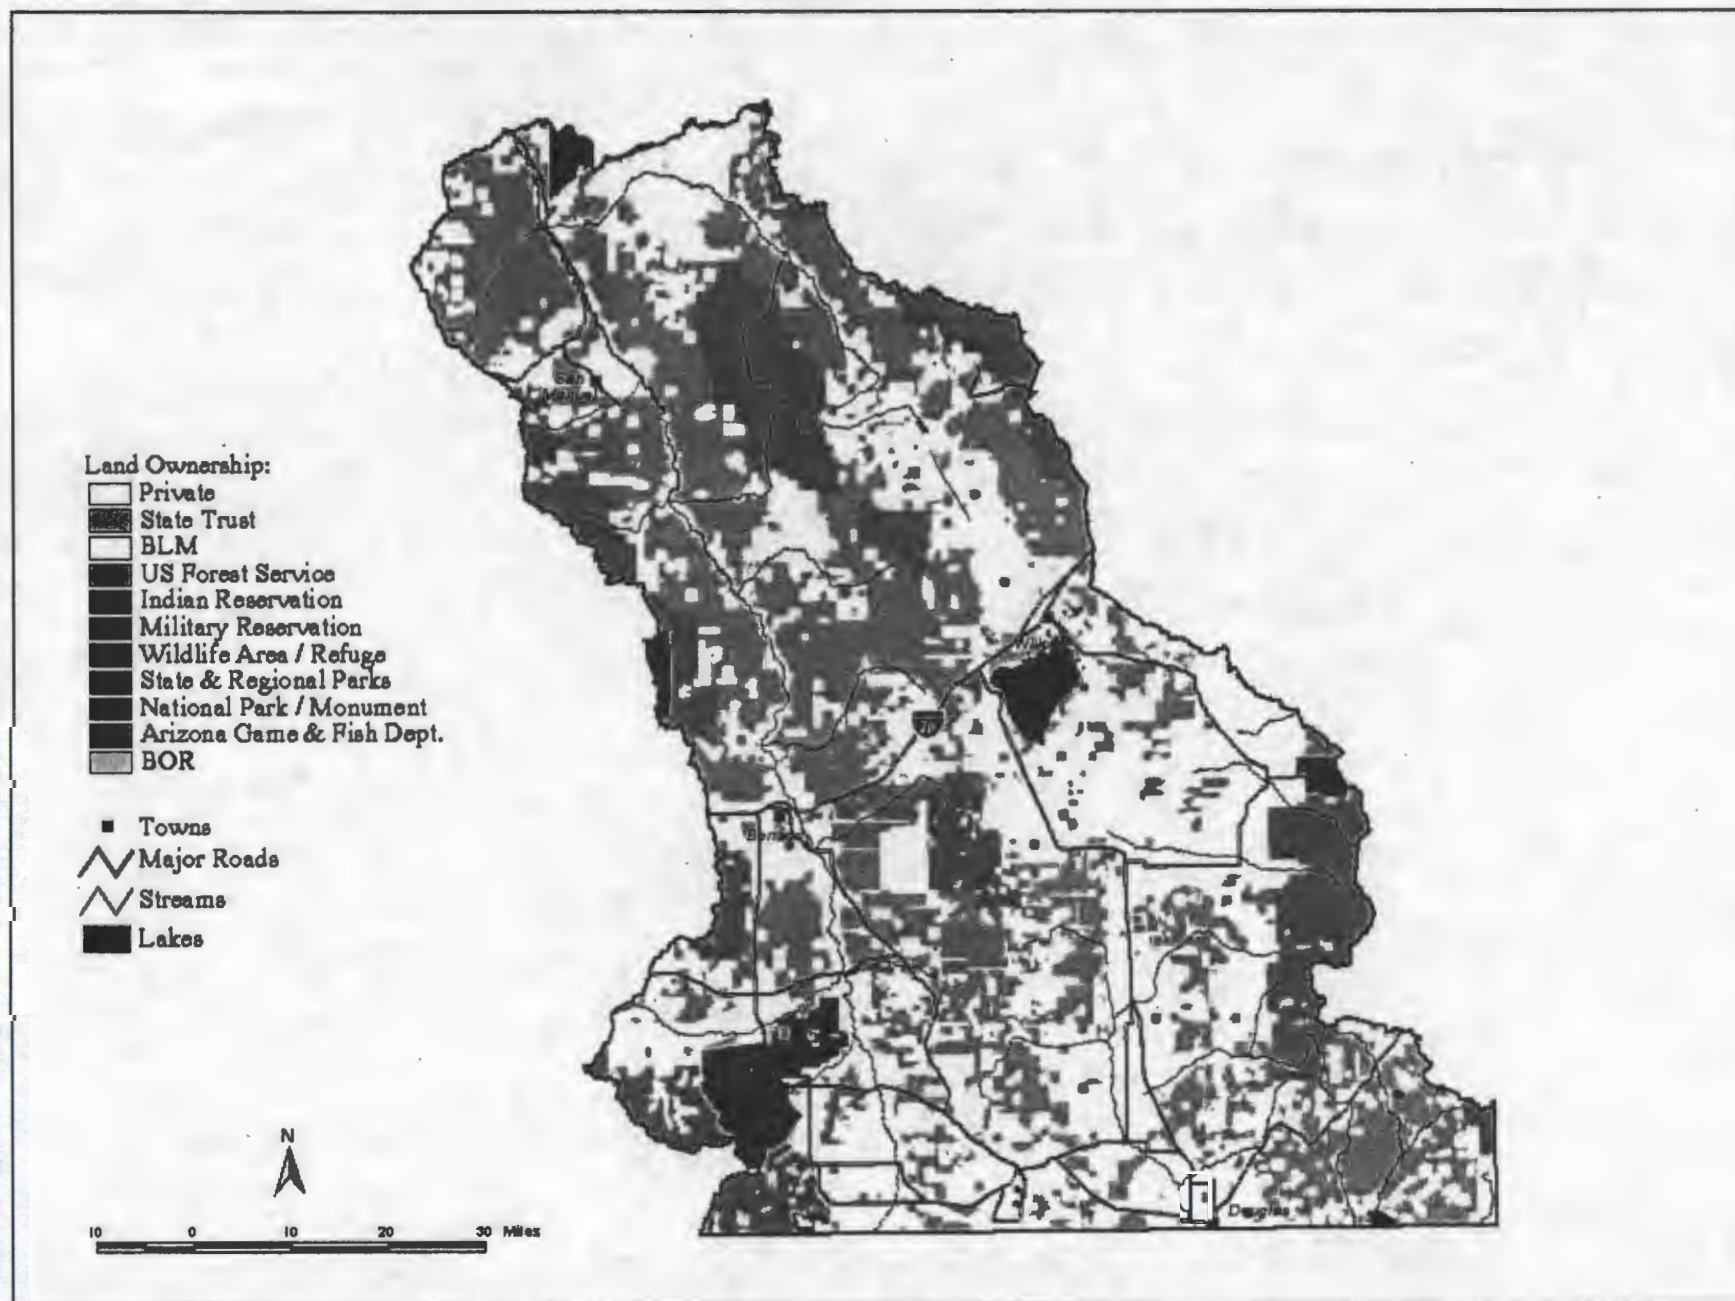 San
Manuel
Land Ownership:
Private
State Trust
BLM
US Forest Service
Indian Reservation
Military Reservation
Wildlife Area / Refuge
State & Regional Parks
National Park / Monument
Arizona Game & Fish Dept.
BOR
Towns
Major Roads
Streams
Lakes
N
10 0 10 20 30 Miles
Douglas